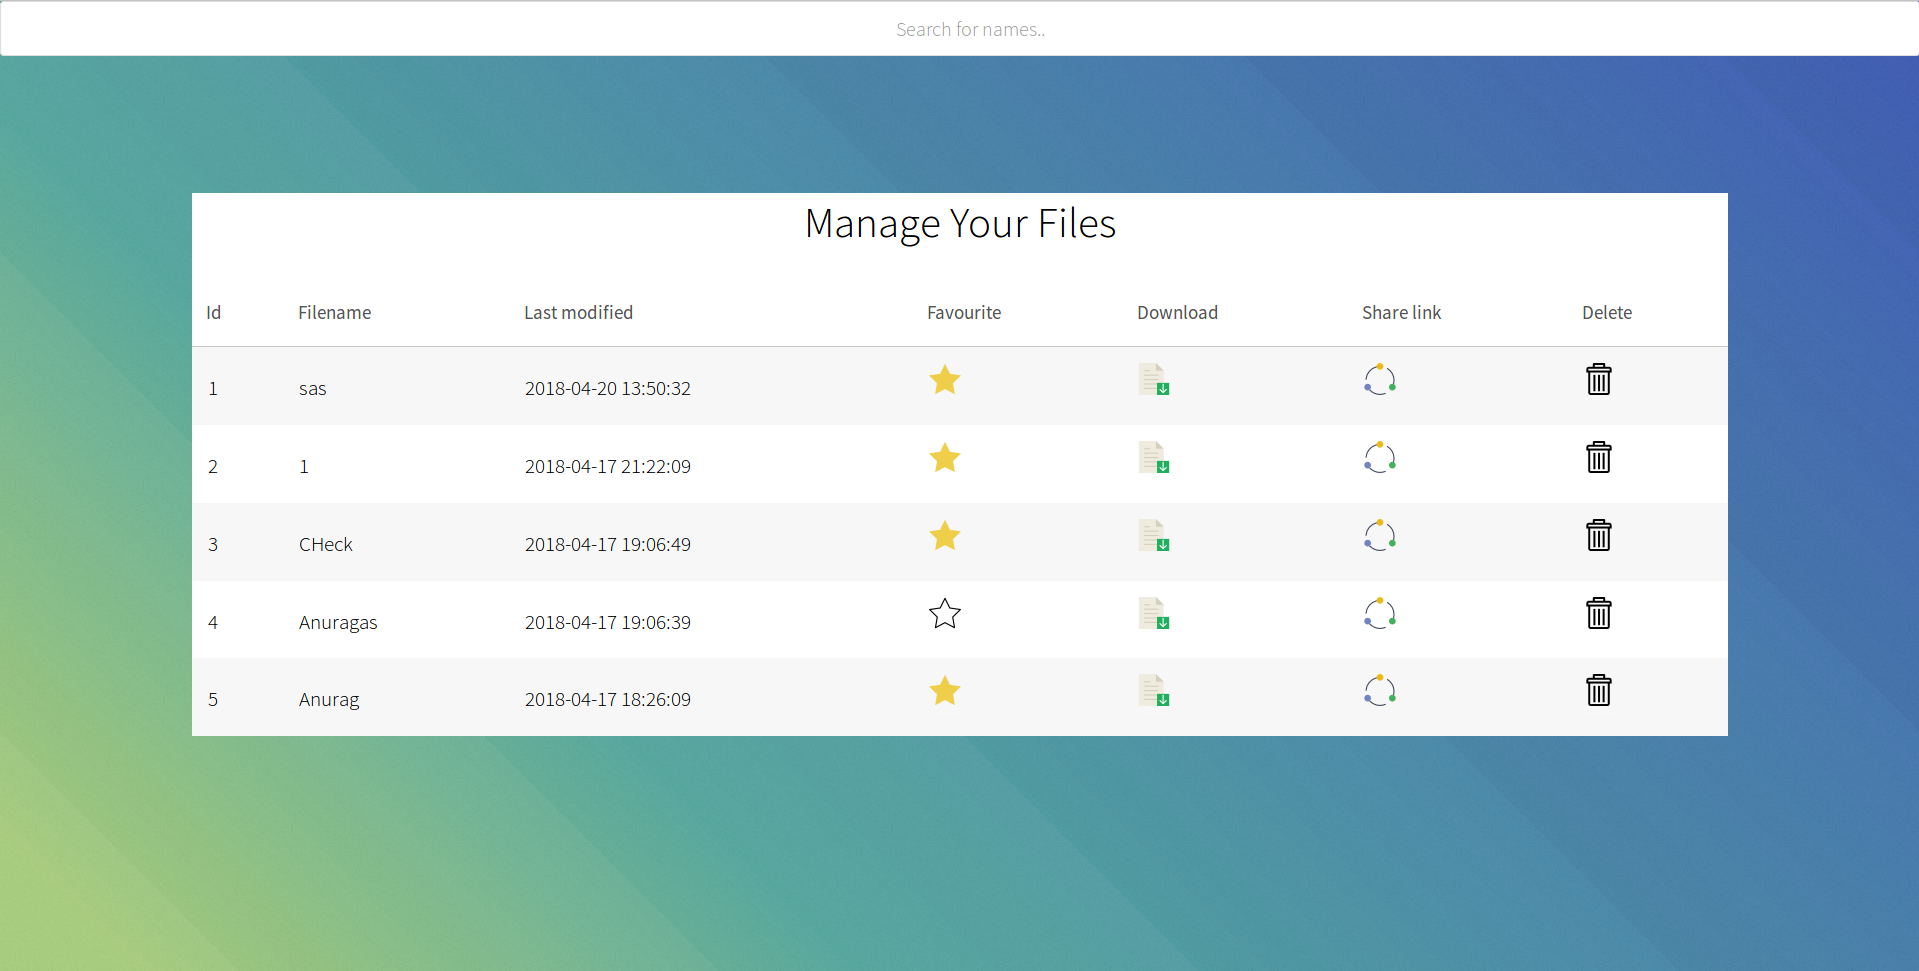 Search for names..
Manage Your Files
Id Filename Last modified Favourite Download Share link Delete
1 sas 2018-04-20 13:50:32
2 1 2018-04-17 21:22:09
3 CHeck 2018-04-17 19:06:49
4 Anuragas 2018-04-17 19:06:39
5 Anurag 2018-04-17 18:26:09